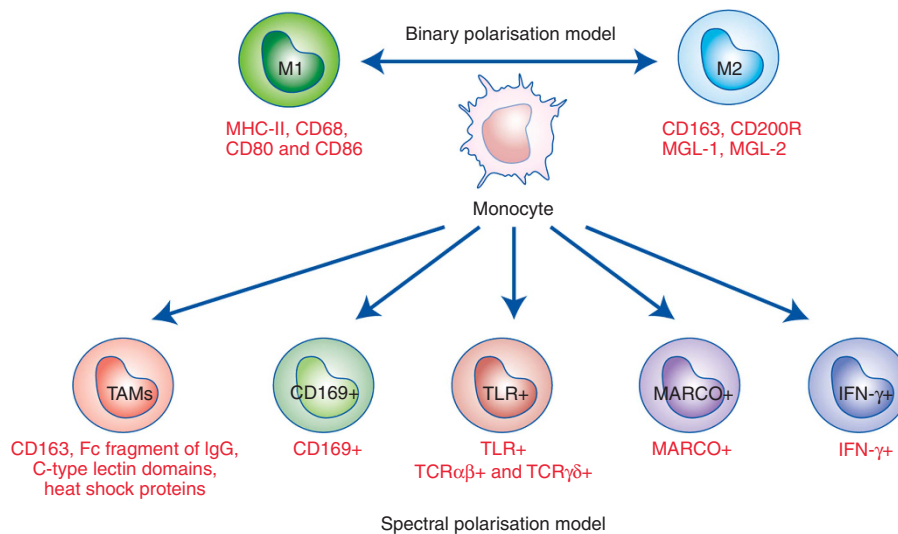 Binary polarisation model
M1
M2
MHC-II, CD68,
CD80 and CD86
CD163, CD200R
MGL-1, MGL-2
Monocyte
TAMs
CD169+
TLR+
MARCO+
IFN-γ+
CD163, Fc fragment of IgG,
C-type lectin domains,
heat shock proteins
CD169+
TLR+
TCRαβ+ and TCRγδ+
MARCO+
IFN-γ+
Spectral polarisation model